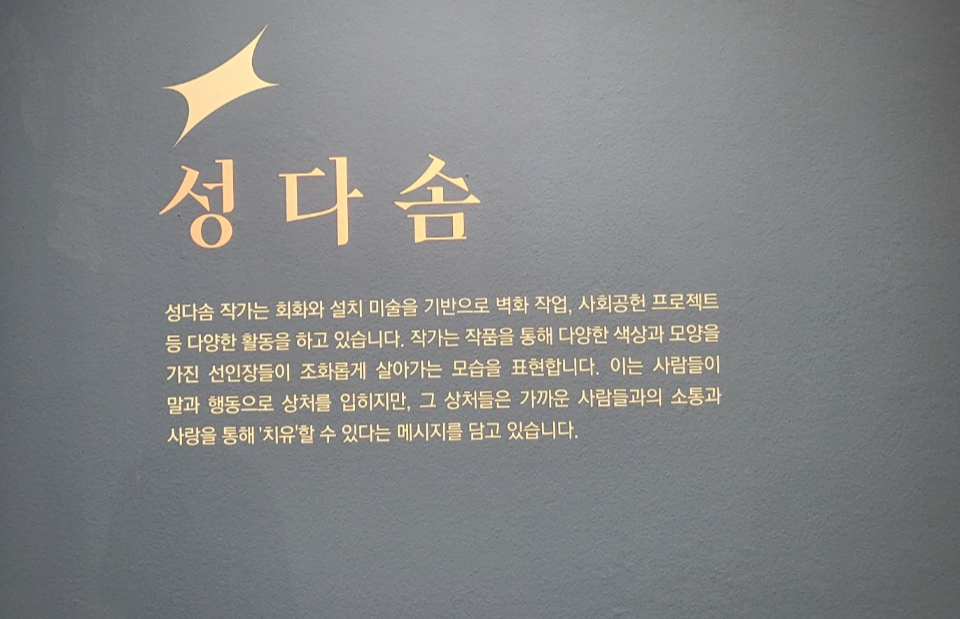 성다솜
성다솜 작가는 회화와 설치 미술을 기반으로 벽화 작업, 사회공헌 프로젝트
등 다양한 활동을 하고 있습니다. 작가는 작품을 통해 다양한 색상과 모양을
가진 선인장들이 조화롭게 살아가는 모습을 표현합니다. 이는 사람들이
말과 행동으로 상처를 입히지만, 그 상처들은 가까운 사람들과의 소통과
사랑을 통해 '치유'할 수 있다는 메시지를 담고 있습니다.